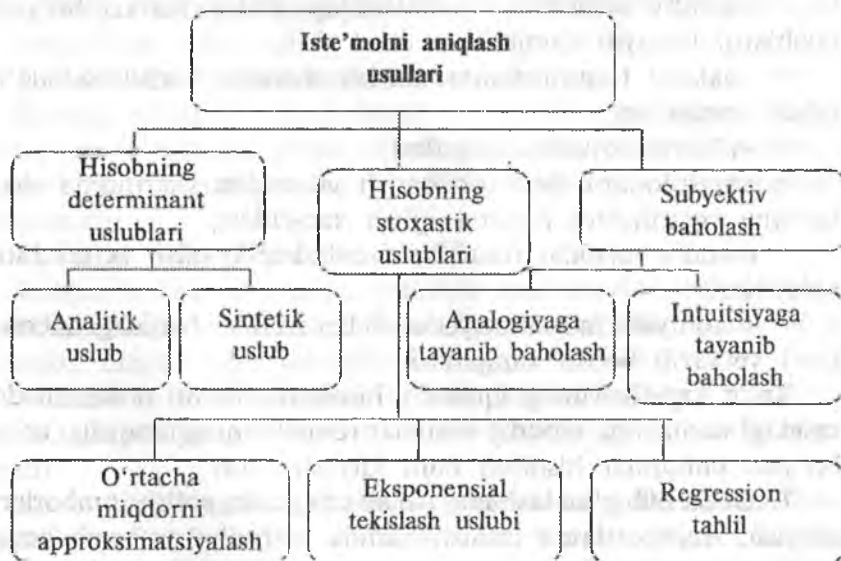 Iste'molni aniqlash
usullari
Hisobning
determinant
uslublari
Hisobning
stoxastik
uslublari
Subyektiv
baholash
Analitik
uslub
Sintetik
uslub
Analogiyaga
tayanib baholash
Intuitsiyaga
tayanib
baholash
O'rtacha
miqdorni
approksimatsiyalash
Eksponensial
tekislash uslubi
Regression
tahlil